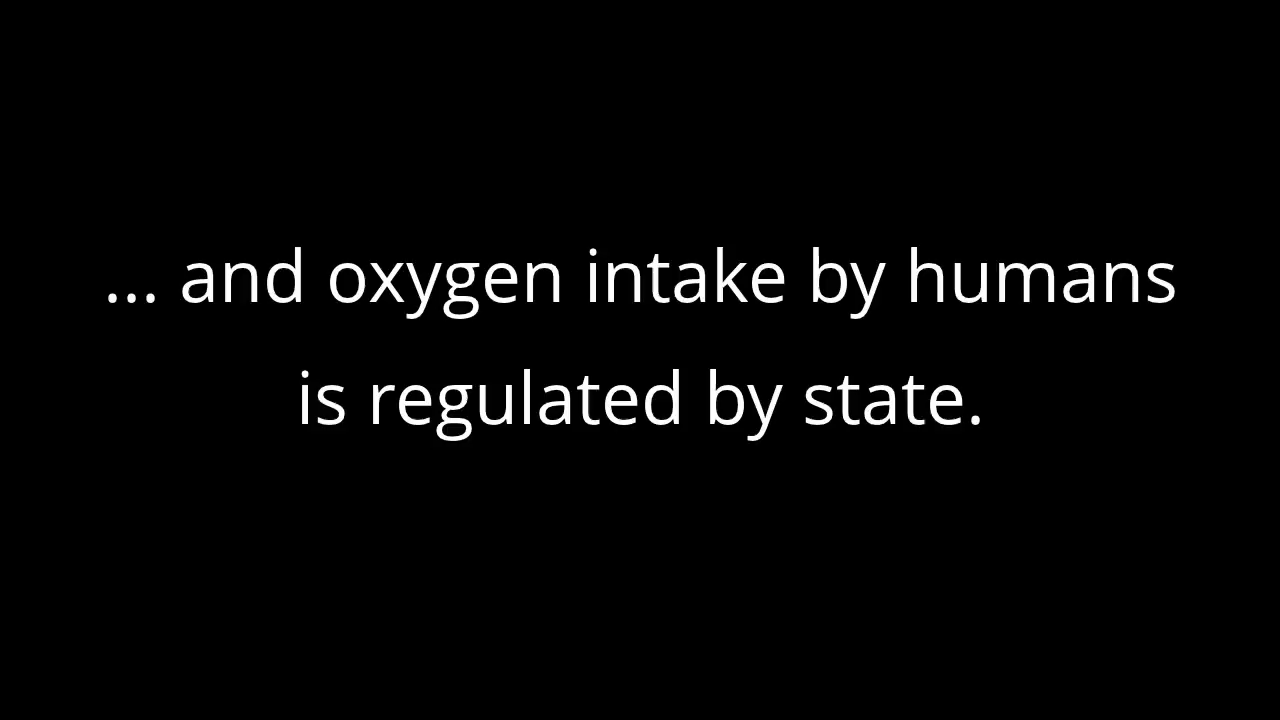 ... and oxygen intake by humans
is regulated by state.